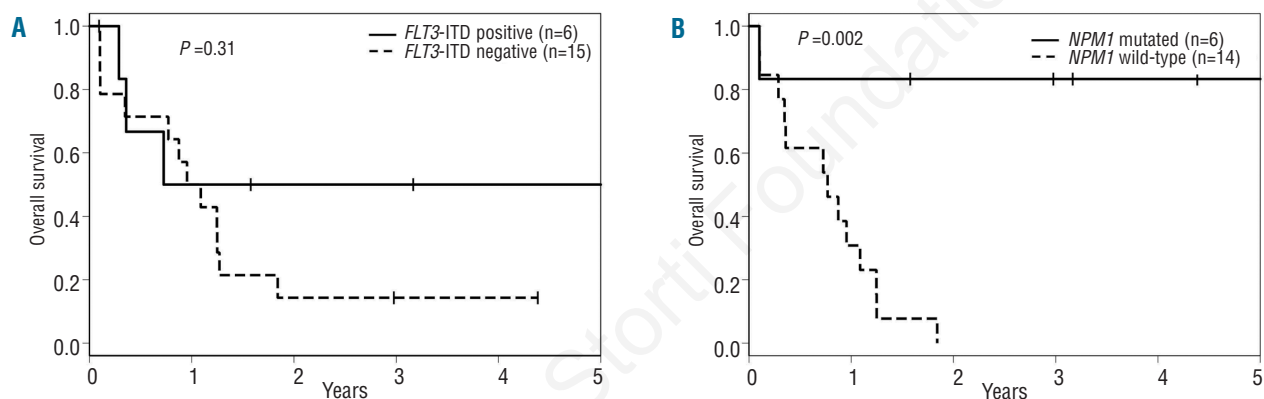 A
1.0
0.8
0.6
0.4
0.2
0.0
Overall survival
P=0.31
FLT3-ITD positive (n=6)
FLT3-ITD negative (n=15)
0 1 2 3 4 5
Years
B
1.0
0.8
0.6
0.4
0.2
0.0
Overall survival
P=0.002
NPM1 mutated (n=6)
NPM1 wild-type (n=14)
0 1 2 3 4 5
Years
Storti Foundati